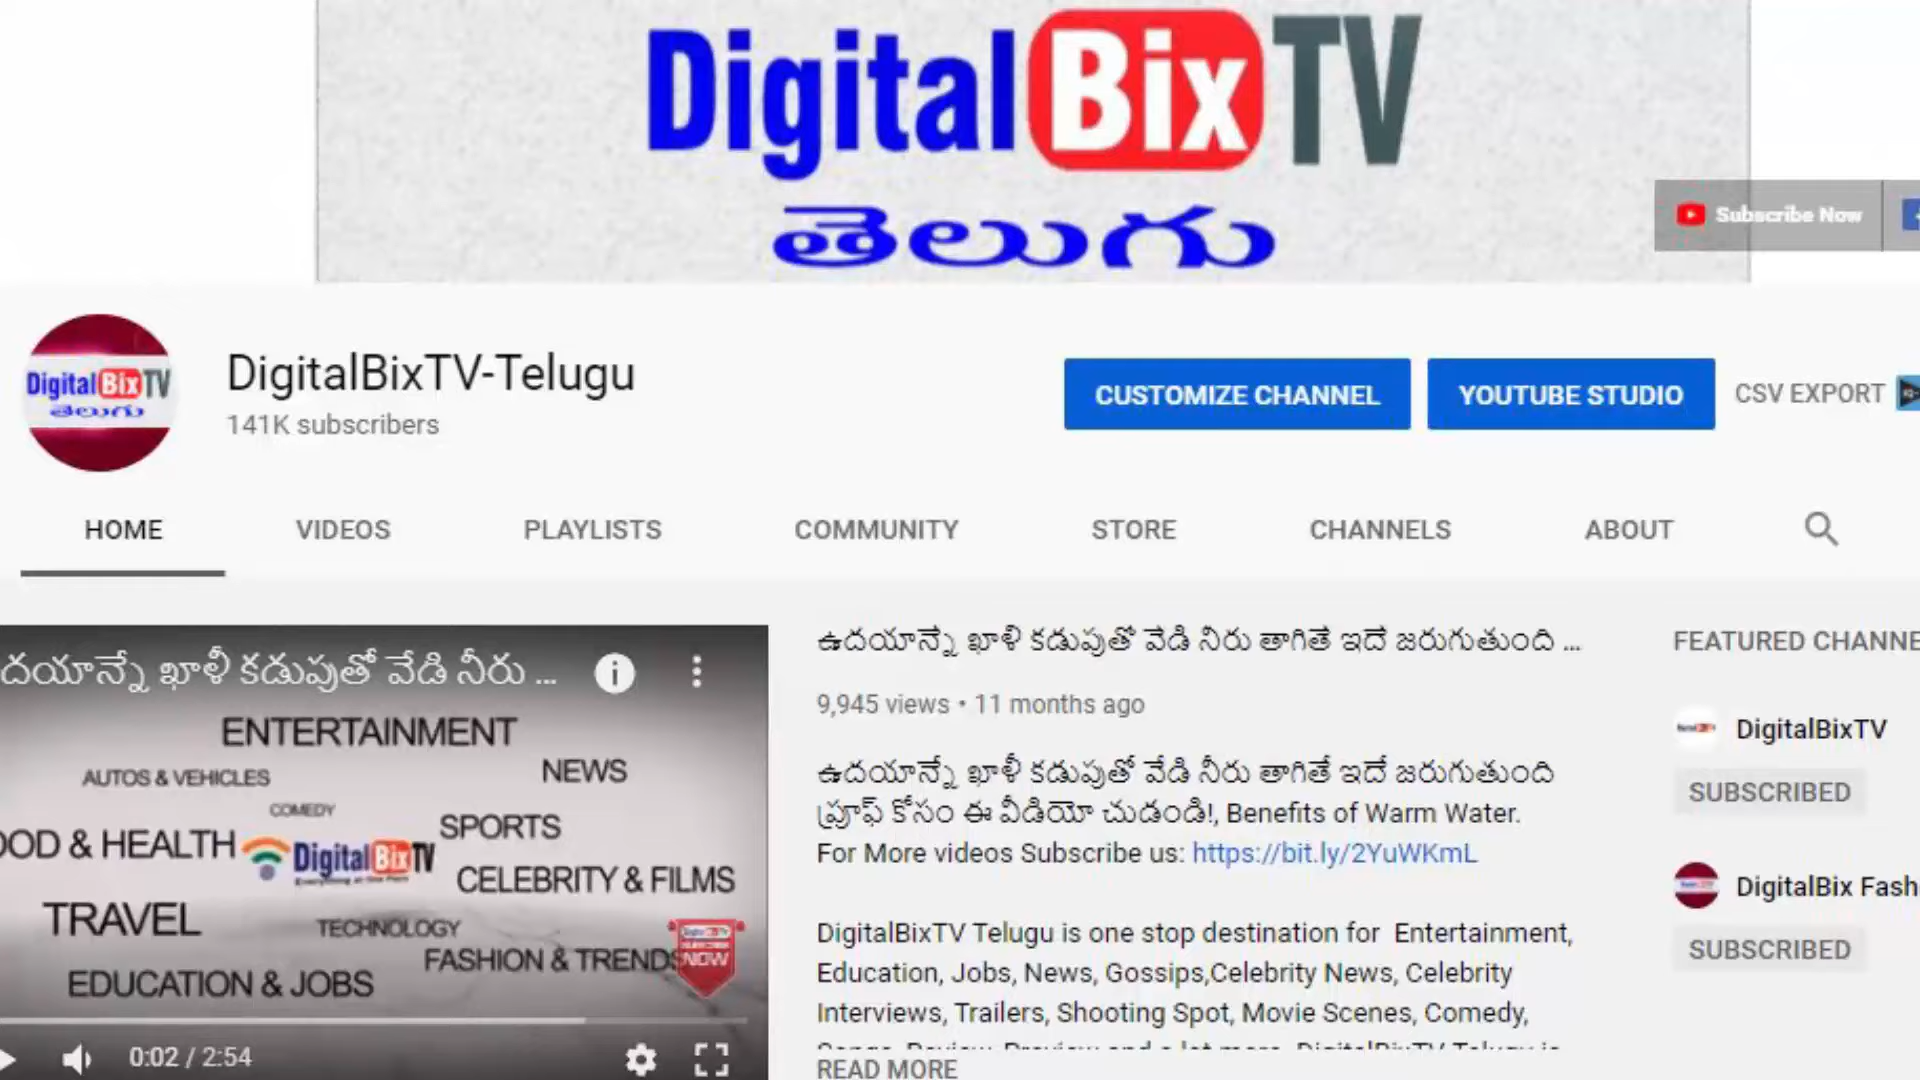 DigitalBixTV
తెలుగు
Subscribe Now
DigitalBixTV
తెలుగు
DigitalBixTV-Telugu
141K subscribers
CUSTOMIZE CHANNEL
YOUTUBE STUDIO
CSV EXPORT
HOME
VIDEOS
PLAYLISTS
COMMUNITY
STORE
CHANNELS
ABOUT
దయాన్నే ఖాళీ కడుపుతో వేడి నీరు ...
ENTERTAINMENT
AUTOS & VEHICLES
NEWS
COMEDY
SPORTS
OOD & HEALTH
DigitalBixTV
CELEBRITY & FILMS
TRAVEL
TECHNOLOGY
FASHION & TRENDS
NOW
EDUCATION & JOBS
0:02 / 2:54
ఉదయాన్నే ఖాళీ కడుపుతో వేడి నీరు తాగితే ఇదే జరుగుతుంది ...
9,945 views • 11 months ago
ఉదయాన్నే ఖాళీ కడుపుతో వేడి నీరు తాగితే ఇదే జరుగుతుంది
ప్రూఫ్ కోసం ఈ వీడియో చుడండి!, Benefits of Warm Water.
For More videos Subscribe us: https://bit.ly/2YuWKmL
DigitalBixTV Telugu is one stop destination for Entertainment,
Education, Jobs, News, Gossips,Celebrity News, Celebrity
Interviews, Trailers, Shooting Spot, Movie Scenes, Comedy,
READ MORE
FEATURED CHANNE
DigitalBixTV
SUBSCRIBED
DigitalBix Fash
SUBSCRIBED